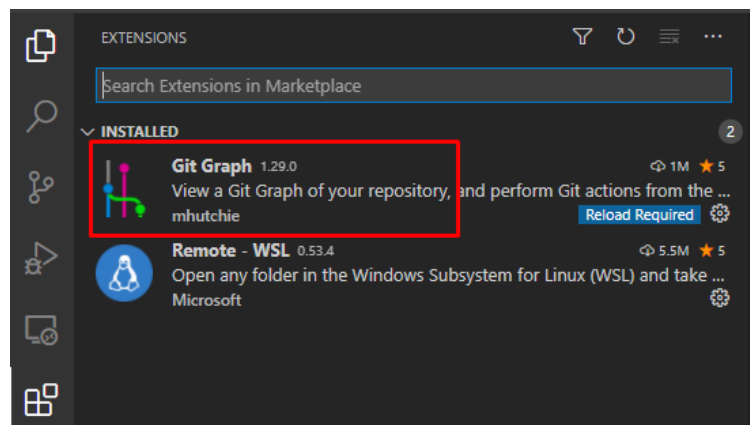 EXTENSIONS
Search Extensions in Marketplace
INSTALLED 2
Git Graph 1.29.0 1M 5
View a Git Graph of your repository, and perform Git actions from the ...
mhutchie Reload Required
Remote - WSL 0.53.4 5.5M 5
Open any folder in the Windows Subsystem for Linux (WSL) and take ...
Microsoft